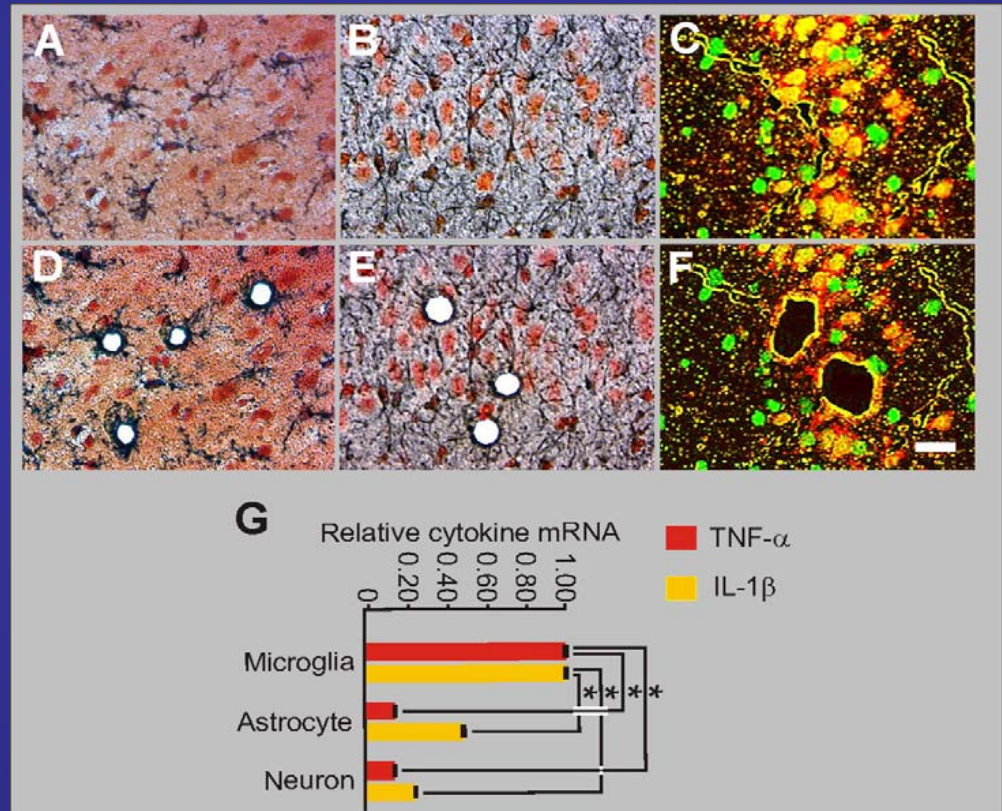 A
B
C
D
E
F
G
Relative cytokine mRNA
0 0.20 0.40 0.60 0.80 1.00
TNF-α
IL-1β
Microglia
Astrocyte
Neuron
* * * *